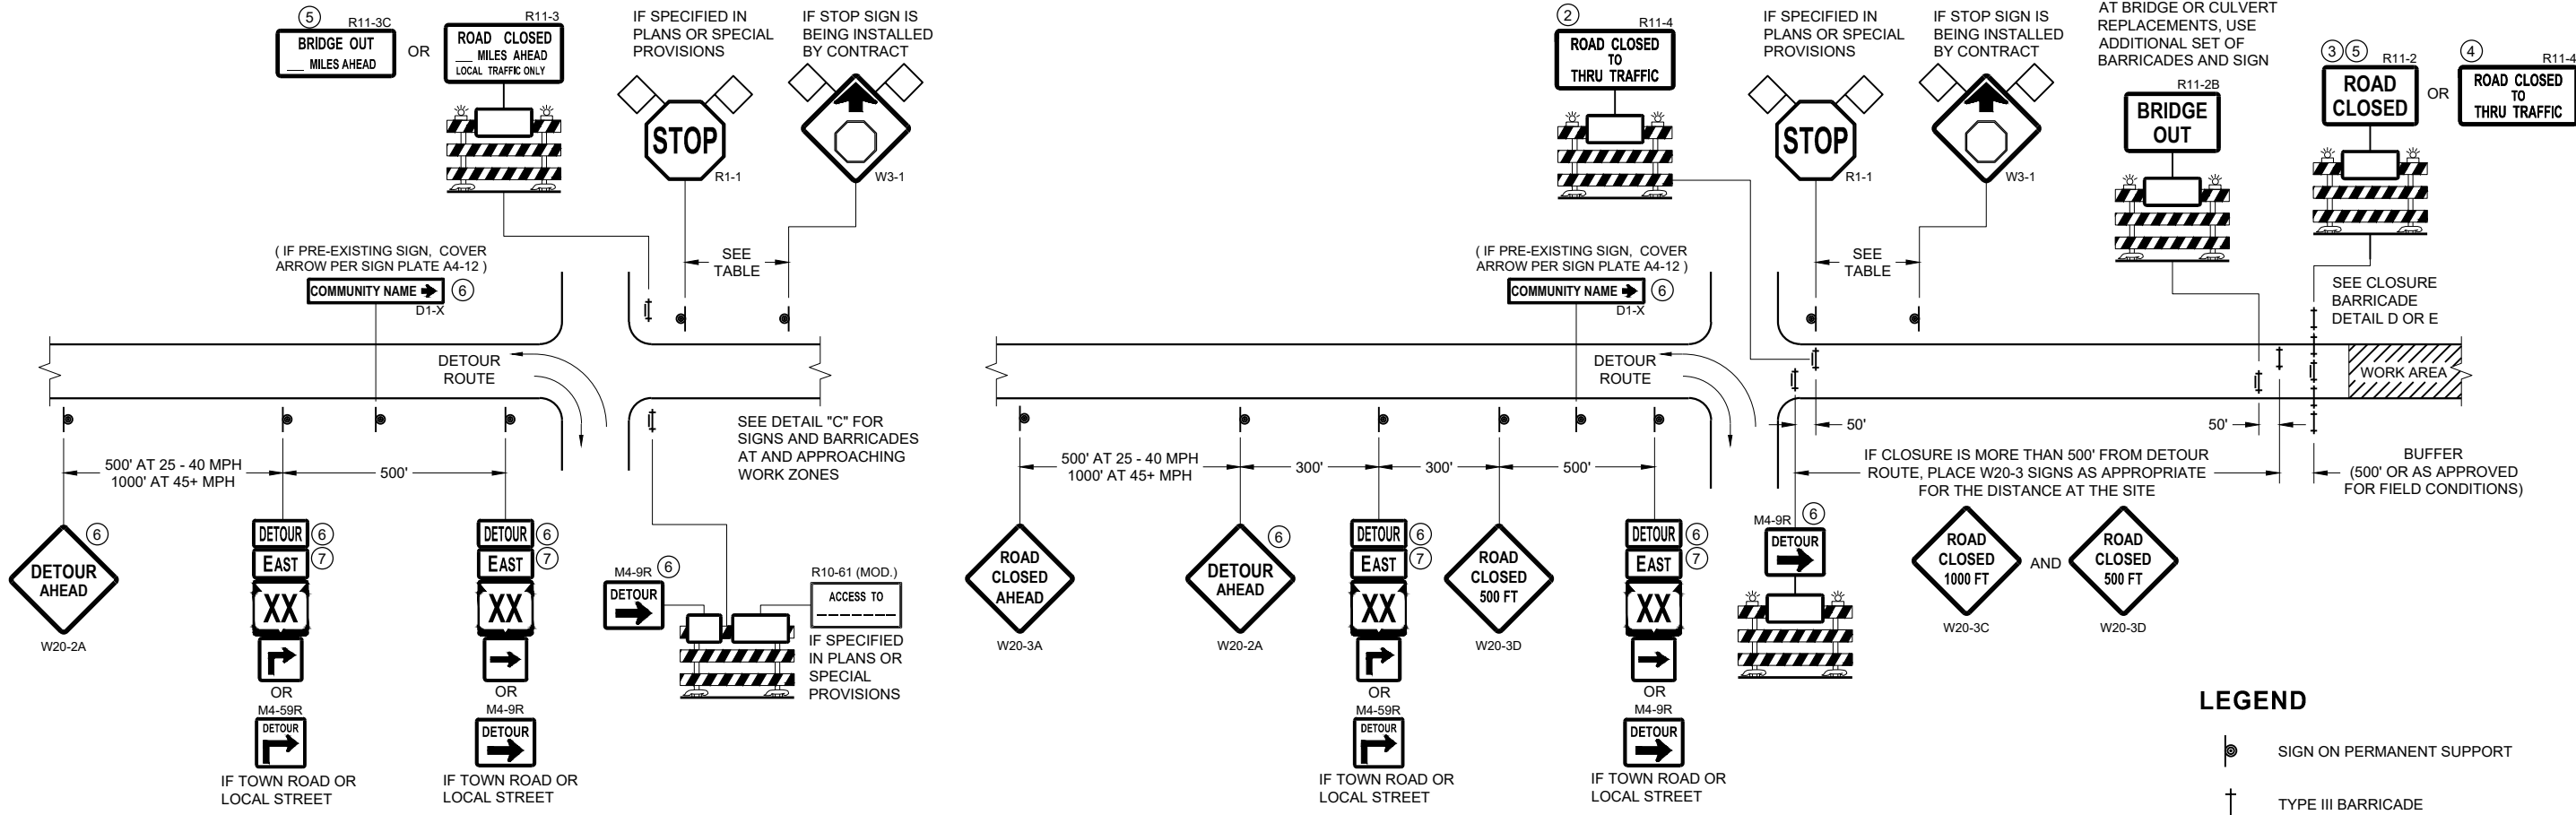 5
R11-3C
BRIDGE OUT
___ MILES AHEAD
OR
R11-3
ROAD CLOSED
___ MILES AHEAD
LOCAL TRAFFIC ONLY
IF SPECIFIED IN
PLANS OR SPECIAL
PROVISIONS
STOP
R1-1
IF STOP SIGN IS
BEING INSTALLED
BY CONTRACT
W3-1
SEE
TABLE
( IF PRE-EXISTING SIGN, COVER
ARROW PER SIGN PLATE A4-12 )
COMMUNITY NAME
6
D1-X
DETOUR
ROUTE
SEE DETAIL "C" FOR
SIGNS AND BARRICADES
AT AND APPROACHING
WORK ZONES
500' AT 25 - 40 MPH
1000' AT 45+ MPH
500'
6
DETOUR
AHEAD
W20-2A
DETOUR
6
EAST
7
XX
OR
M4-59R
DETOUR
IF TOWN ROAD OR
LOCAL STREET
DETOUR
6
EAST
7
XX
OR
M4-9R
DETOUR
IF TOWN ROAD OR
LOCAL STREET
M4-9R
6
DETOUR
R10-61 (MOD.)
ACCESS TO
_______
IF SPECIFIED
IN PLANS OR
SPECIAL
PROVISIONS
2
R11-4
ROAD CLOSED
TO
THRU TRAFFIC
IF SPECIFIED IN
PLANS OR SPECIAL
PROVISIONS
STOP
R1-1
IF STOP SIGN IS
BEING INSTALLED
BY CONTRACT
W3-1
SEE
TABLE
AT BRIDGE OR CULVERT
REPLACEMENTS, USE
ADDITIONAL SET OF
BARRICADES AND SIGN
R11-2B
BRIDGE
OUT
3
5
R11-2
ROAD
CLOSED
OR
4
R11-4
ROAD CLOSED
TO
THRU TRAFFIC
SEE CLOSURE
BARRICADE
DETAIL D OR E
( IF PRE-EXISTING SIGN, COVER
ARROW PER SIGN PLATE A4-12 )
COMMUNITY NAME
6
D1-X
DETOUR
ROUTE
WORK AREA
50'
50'
500' AT 25 - 40 MPH
1000' AT 45+ MPH
300'
300'
500'
IF CLOSURE IS MORE THAN 500' FROM DETOUR
ROUTE, PLACE W20-3 SIGNS AS APPROPRIATE
FOR THE DISTANCE AT THE SITE
BUFFER
(500' OR AS APPROVED
FOR FIELD CONDITIONS)
ROAD
CLOSED
AHEAD
W20-3A
6
DETOUR
AHEAD
W20-2A
DETOUR
6
EAST
7
XX
OR
M4-59R
DETOUR
IF TOWN ROAD OR
LOCAL STREET
ROAD
CLOSED
500 FT
W20-3D
DETOUR
6
EAST
7
XX
OR
M4-9R
DETOUR
IF TOWN ROAD OR
LOCAL STREET
M4-9R
6
DETOUR
ROAD
CLOSED
1000 FT
W20-3C
AND
ROAD
CLOSED
500 FT
W20-3D
LEGEND
SIGN ON PERMANENT SUPPORT
TYPE III BARRICADE